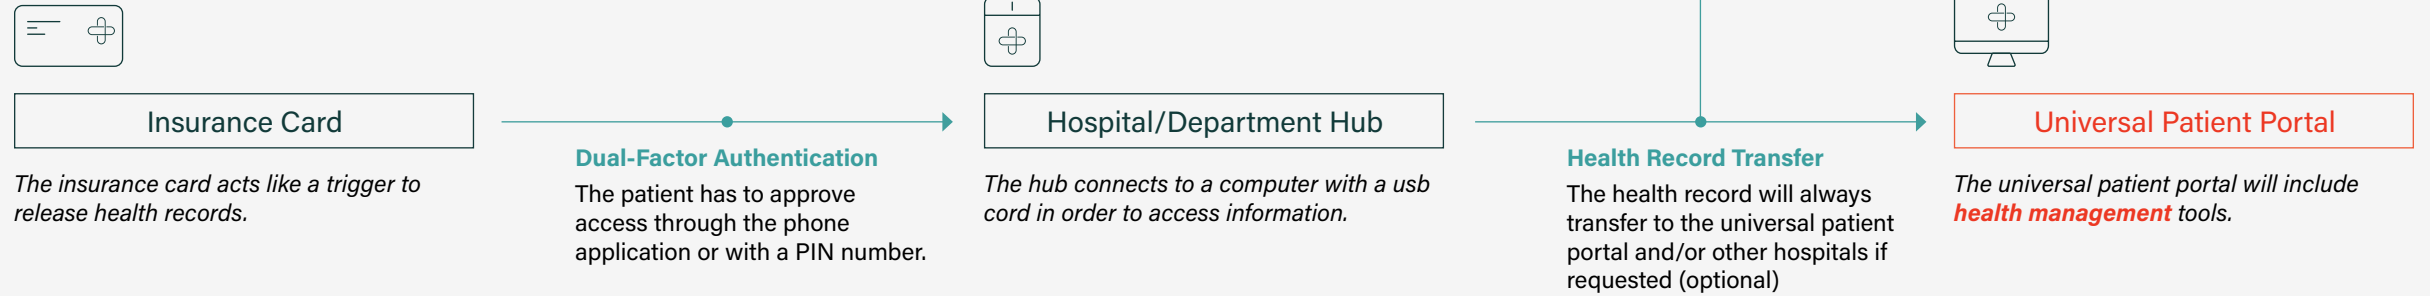 Insurance Card
The insurance card acts like a trigger to
release health records.
Dual-Factor Authentication
The patient has to approve
access through the phone
application or with a PIN number.
Hospital/Department Hub
The hub connects to a computer with a usb
cord in order to access information.
Health Record Transfer
The health record will always
transfer to the universal patient
portal and/or other hospitals if
requested (optional)
Universal Patient Portal
The universal patient portal will include
health management tools.